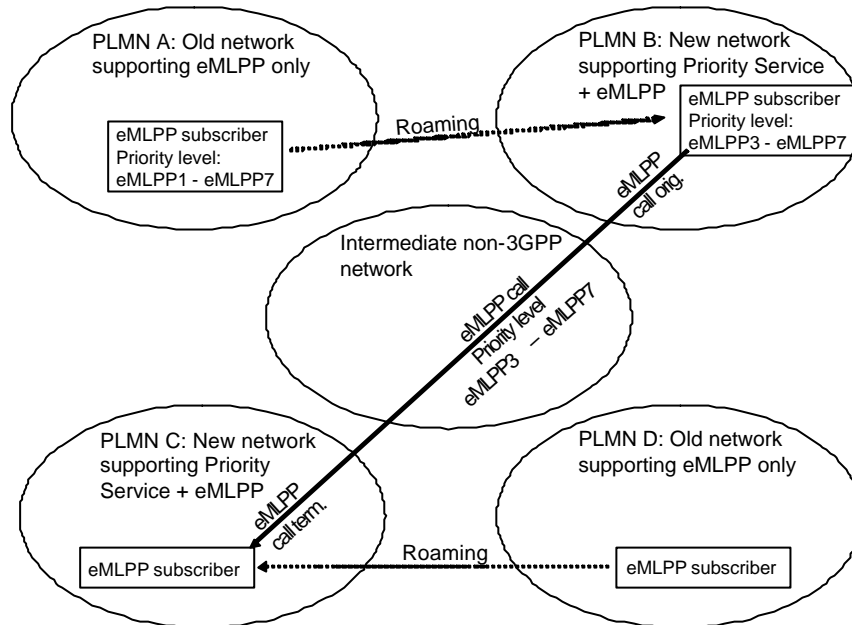 PLMN A: Old network
supporting eMLPP only
eMLPP subscriber
Priority level:
eMLPP1 - eMLPP7
Roaming
PLMN B: New network
supporting Priority Service
+ eMLPP
eMLPP subscriber
Priority level:
eMLPP3 - eMLPP7
eMLPP
call orig.
Intermediate non-3GPP
network
eMLPP call
Priority level
eMLPP3 – eMLPP7
PLMN C: New network
supporting Priority
Service + eMLPP
eMLPP
call term.
eMLPP subscriber
Roaming
PLMN D: Old network
supporting eMLPP only
eMLPP subscriber